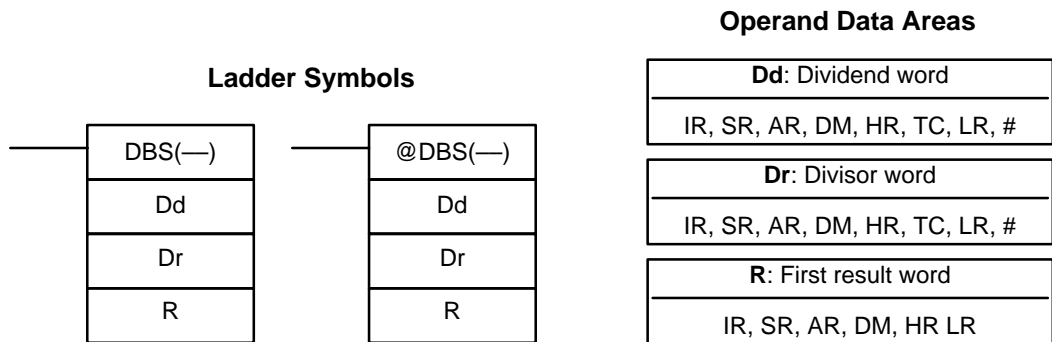 Ladder Symbols
DBS(—)
Dd
Dr
R
@DBS(—)
Dd
Dr
R
Operand Data Areas
Dd: Dividend word
IR, SR, AR, DM, HR, TC, LR, #
Dr: Divisor word
IR, SR, AR, DM, HR, TC, LR, #
R: First result word
IR, SR, AR, DM, HR LR